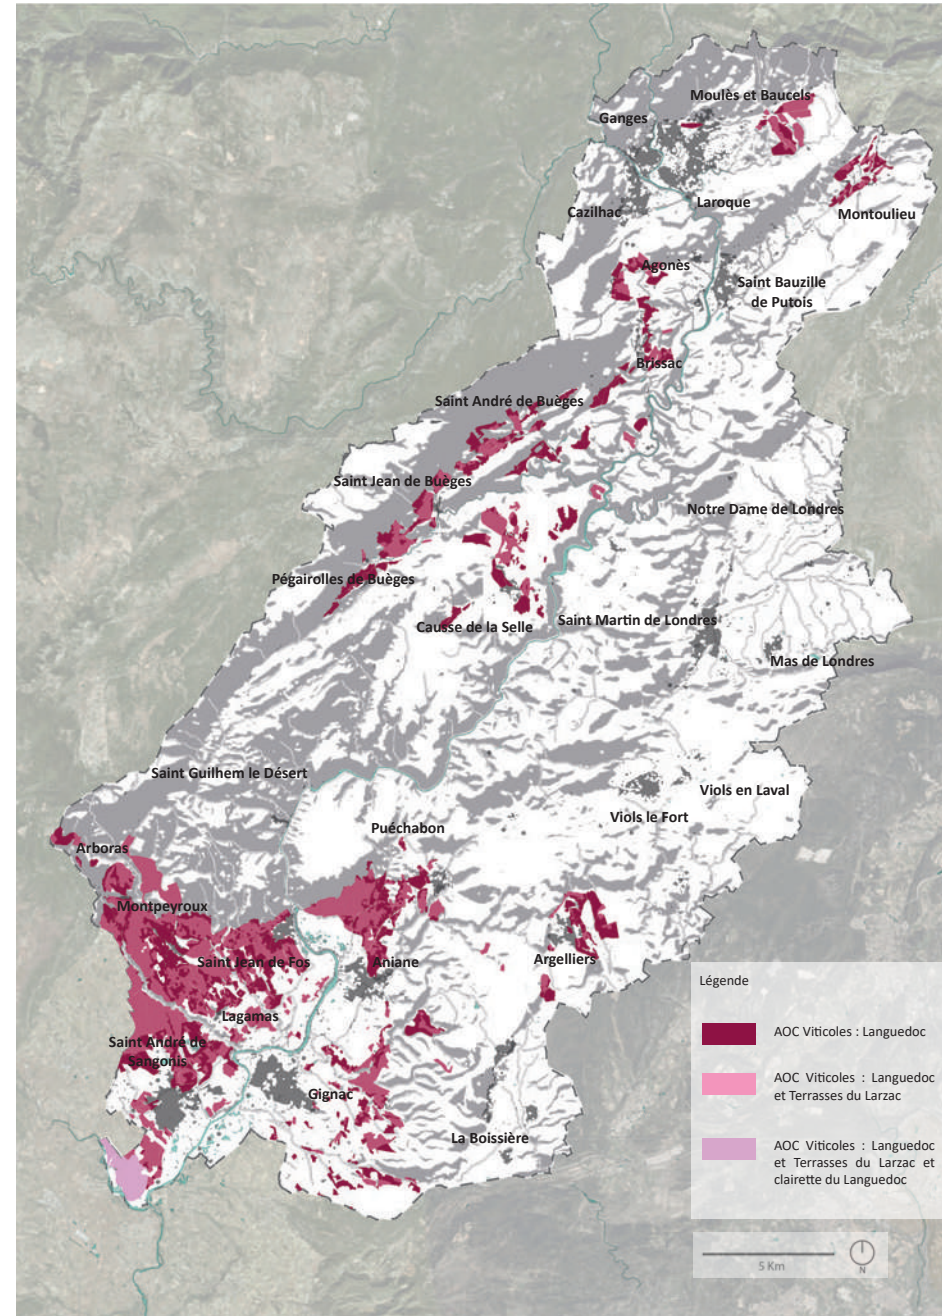 Moulès et Baucels
Ganges
Laroque
Cazilhac
Montoulieu
Agonès
Saint Bauzille
de Putois
Brissac
Saint André de Buèges
Saint Jean de Buèges
Notre Dame de Londres
Pégairolles de Buèges
Causse de la Selle
Saint Martin de Londres
Mas de Londres
Saint Guilhem le Désert
Viols en Laval
Viols le Fort
Puéchabon
Arboras
Montpeyroux
Saint Jean de Fos
Aniane
Argelliers
Lagamas
Saint André de
Sangonis
Gignac
La Boissière
Légende
AOC Viticoles : Languedoc
AOC Viticoles : Languedoc
et Terrasses du Larzac
AOC Viticoles : Languedoc
et Terrasses du Larzac et
clairette du Languedoc
5 Km
N